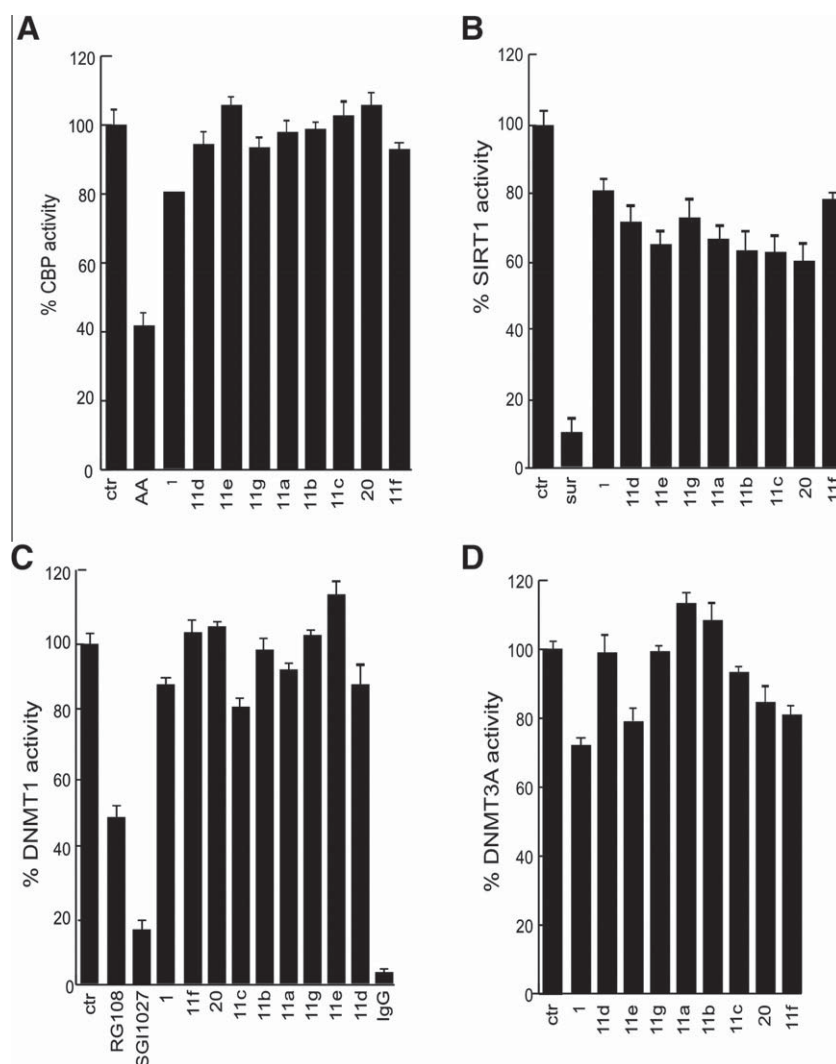 A
% CBP activity
120
100
80
60
40
20
0
ctr
AA
1
11d
11e
11g
11a
11b
11c
20
11f
B
% SIRT1 activity
120
100
80
60
40
20
0
ctr
sur
1
11d
11e
11g
11a
11b
11c
20
11f
C
% DNMT1 activity
120
100
80
60
40
20
0
ctr
RG108
SGI1027
1
11f
20
11c
11b
11a
11g
11e
11d
IgG
D
% DNMT3A activity
120
100
80
60
40
20
0
ctr
1
11d
11e
11g
11a
11b
11c
20
11f